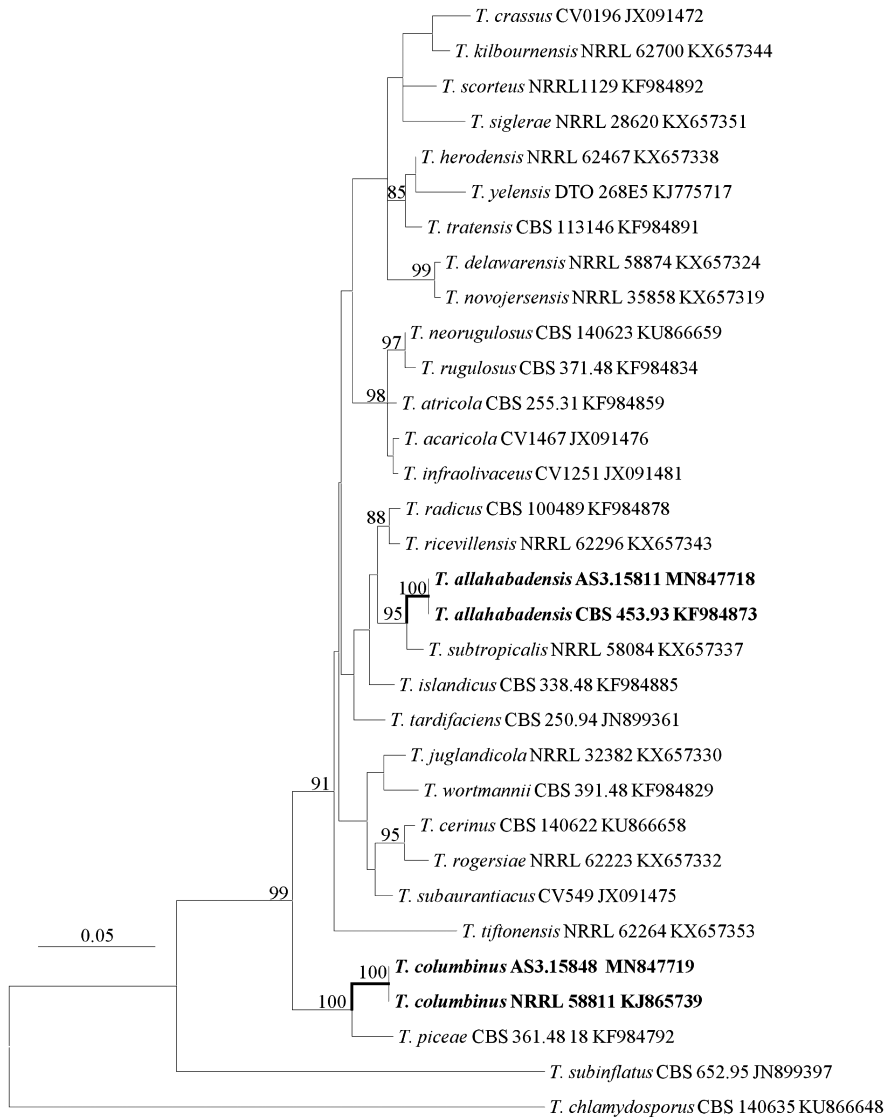 T. crassus CV0196 JX091472
T. kilbournensis NRRL 62700 KX657344
T. scorteus NRRL1129 KF984892
T. siglerae NRRL 28620 KX657351
T. herodensis NRRL 62467 KX657338
85
T. yelensis DTO 268E5 KJ775717
T. tratensis CBS 113146 KF984891
T. delawarensis NRRL 58874 KX657324
99
T. novojersensis NRRL 35858 KX657319
T. neorugulosus CBS 140623 KU866659
97
T. rugulosus CBS 371.48 KF984834
98
T. atricola CBS 255.31 KF984859
T. acaricola CV1467 JX091476
T. infraolivaceus CV1251 JX091481
T. radicus CBS 100489 KF984878
88
T. ricevillensis NRRL 62296 KX657343
T. allahabadensis AS3.15811 MN847718
100
95
T. allahabadensis CBS 453.93 KF984873
T. subtropicalis NRRL 58084 KX657337
T. islandicus CBS 338.48 KF984885
T. tardifaciens CBS 250.94 JN899361
T. juglandicola NRRL 32382 KX657330
91
T. wortmannii CBS 391.48 KF984829
T. cerinus CBS 140622 KU866658
95
T. rogersiae NRRL 62223 KX657332
99
T. subaurantiacus CV549 JX091475
T. tiftonensis NRRL 62264 KX657353
0.05
T. columbinus AS3.15848 MN847719
100
100
T. columbinus NRRL 58811 KJ865739
T. piceae CBS 361.48 18 KF984792
T. subinflatus CBS 652.95 JN899397
T. chlamydosporus CBS 140635 KU866648